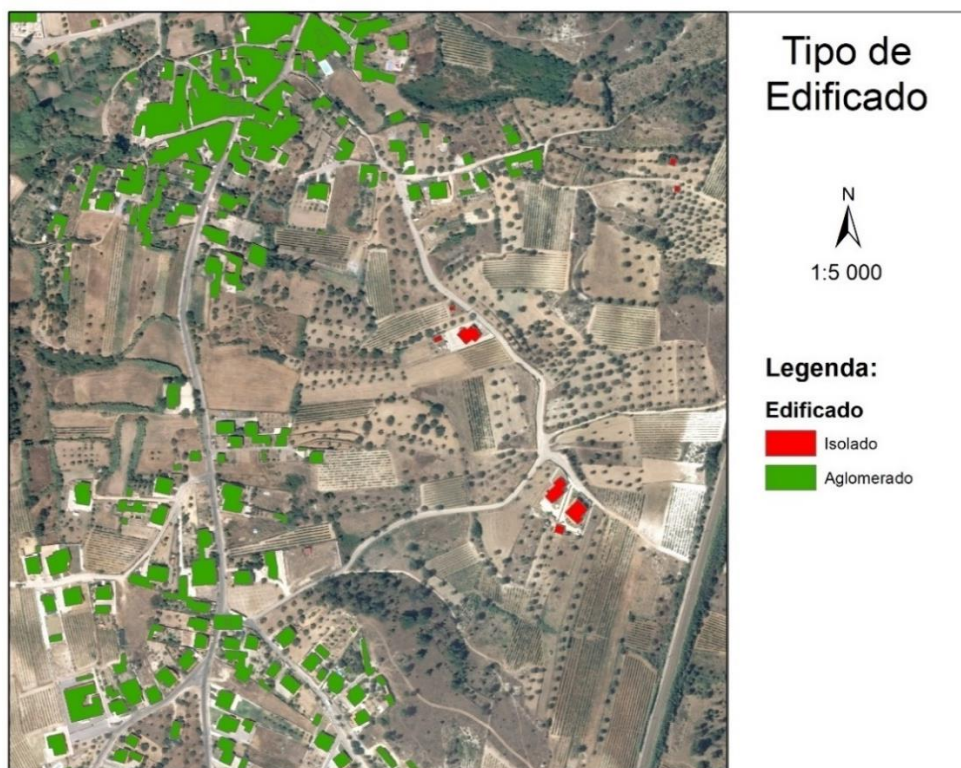 Tipo de
Edificado
N
1:5 000
Legenda:
Edificado
Isolado
Aglomerado